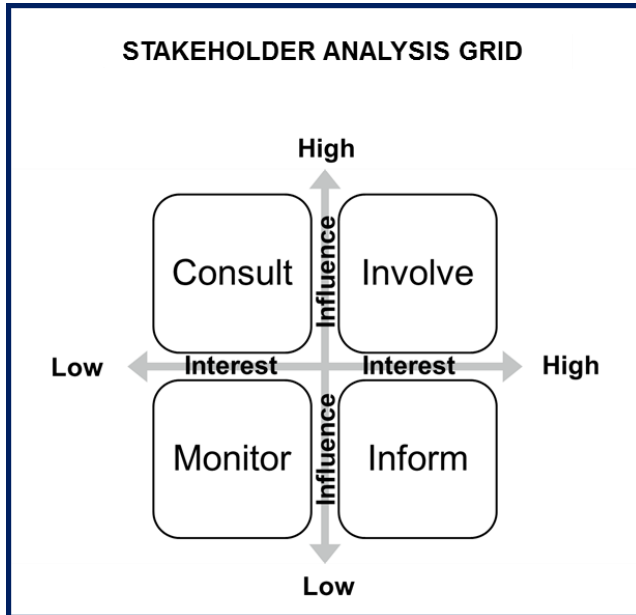 STAKEHOLDER ANALYSIS GRID
High
Consult
Influence
Involve
Low
Interest
Interest
High
Monitor
Influence
Inform
Low